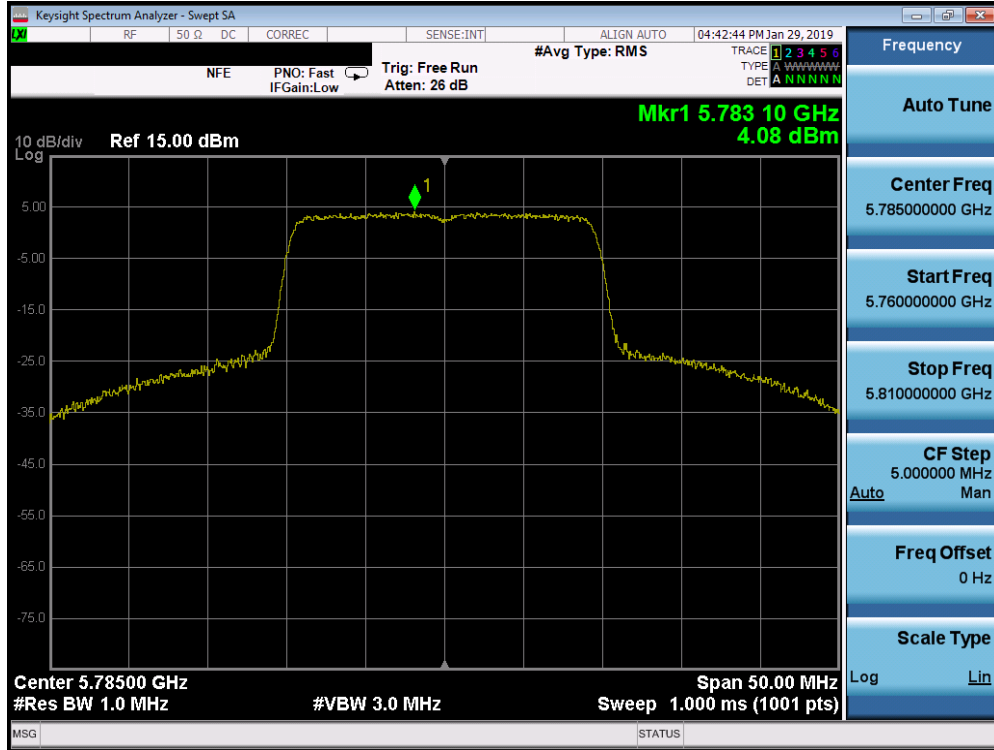 Keysight Spectrum Analyzer - Swept SA
LXI RF 50 Ω DC CORREC SENSE:INT ALIGN AUTO 04:42:44 PM Jan 29, 2019
NFE PNO: Fast IFGain:Low Trig: Free Run Atten: 26 dB #Avg Type: RMS
TRACE 1 2 3 4 5 6
TYPE A WWWWW
DET A N N N N N
Mkr1 5.783 10 GHz
4.08 dBm
10 dB/div Ref 15.00 dBm
Log
1
5.00
-5.00
-15.0
-25.0
-35.0
-45.0
-55.0
-65.0
-75.0
Center 5.78500 GHz Span 50.00 MHz
#Res BW 1.0 MHz #VBW 3.0 MHz Sweep 1.000 ms (1001 pts)
MSG STATUS
Frequency
Auto Tune
Center Freq
5.785000000 GHz
Start Freq
5.760000000 GHz
Stop Freq
5.810000000 GHz
CF Step
5.000000 MHz
Auto Man
Freq Offset
0 Hz
Scale Type
Log Lin